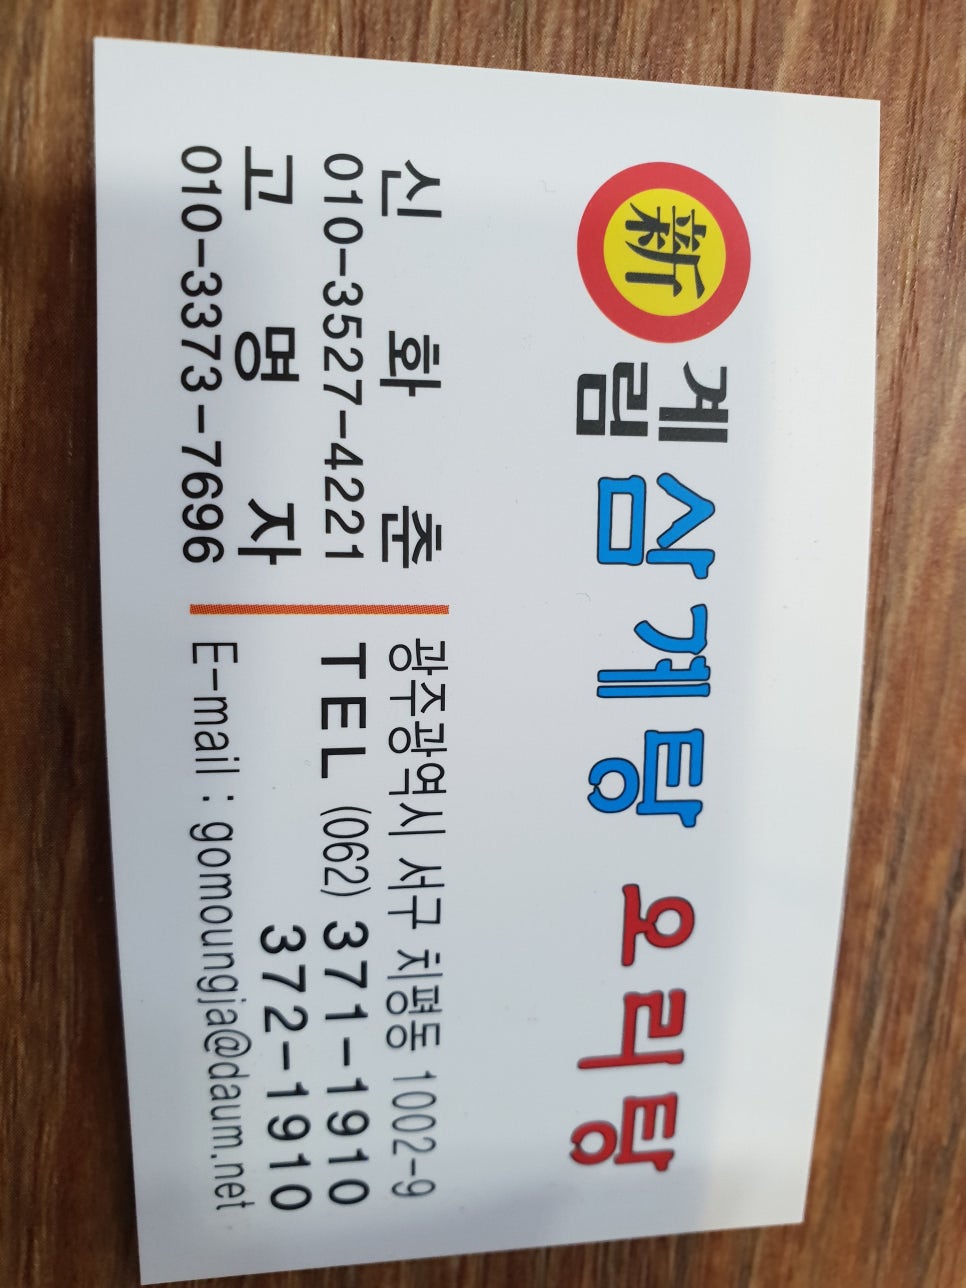 新 계림 삼계탕 오리탕
신 화 춘
010-3527-4221
고 명 자
010-3373-7696
광주광역시 서구 치평동 1002-9
TEL (062) 371-1910
372-1910
E-mail : gomoungja@daum.net